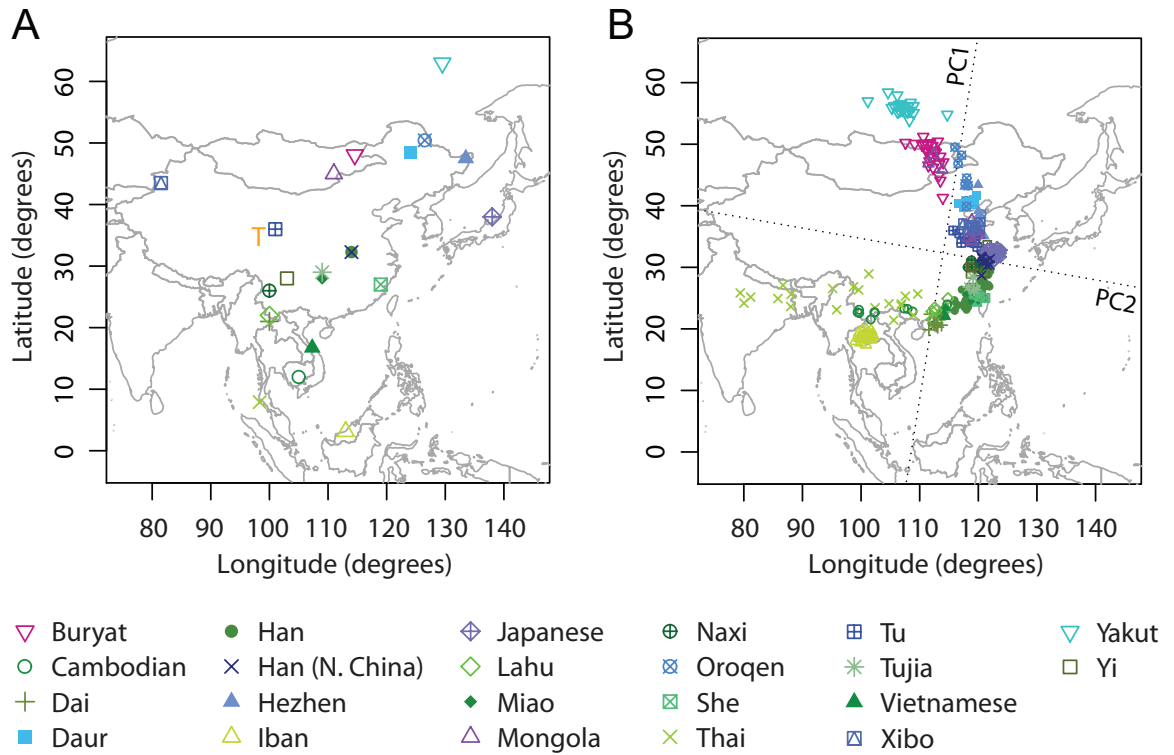 A
B
Latitude (degrees)
60
50
40
30
20
10
0
T
80 90 100 110 120 130 140
Longitude (degrees)
Latitude (degrees)
60
50
40
30
20
10
0
PC1
PC2
80 90 100 110 120 130 140
Longitude (degrees)
Buryat Han Japanese Naxi Tu Yakut
Cambodian Han (N. China) Lahu Oroqen Tujia Yi
Dai Hezhen Miao She Vietnamese
Daur Iban Mongola Thai Xibo